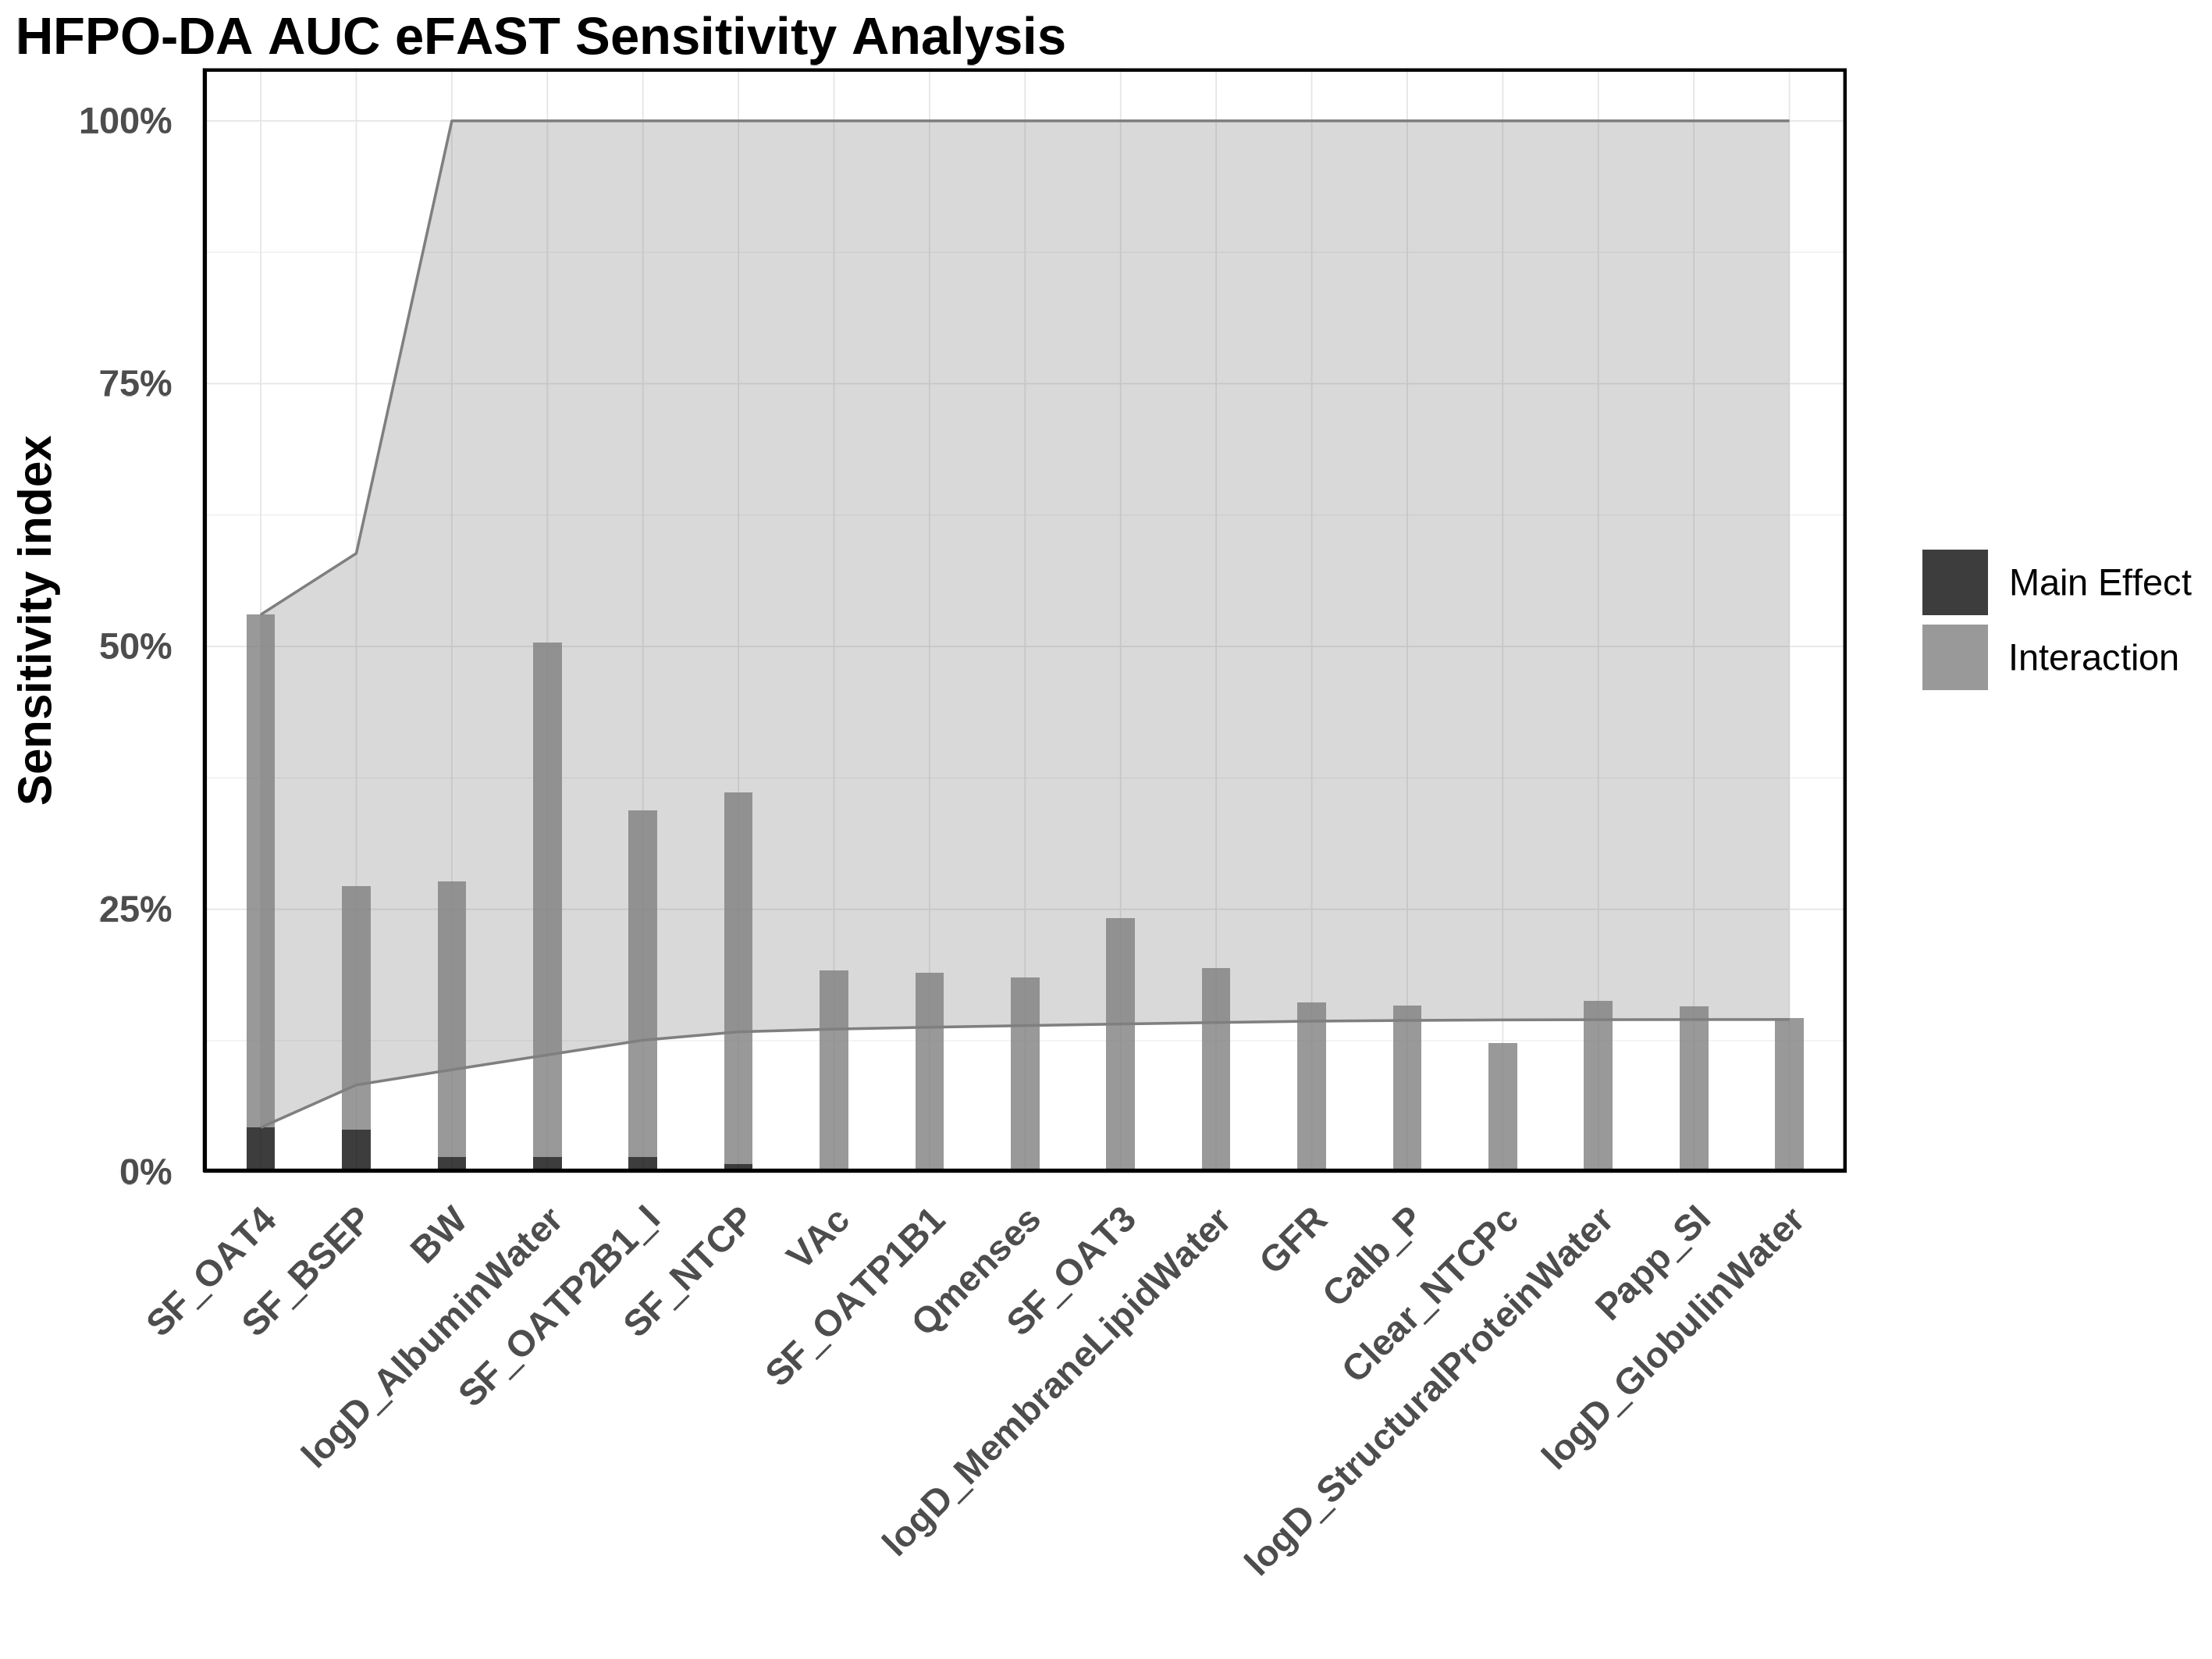 HFPO-DA AUC eFAST Sensitivity Analysis
100%
75%
50%
25%
0%
Sensitivity index
SF_OAT4
SF_BSEP
BW
logD_AlbuminWater
SF_OATP2B1_I
SF_NTCP
VAc
SF_OATP1B1
Qmenses
SF_OAT3
logD_MembraneLipidWater
GFR
Calb_P
Clear_NTCPc
logD_StructuralProteinWater
Papp_SI
logD_GlobulinWater
Main Effect
Interaction